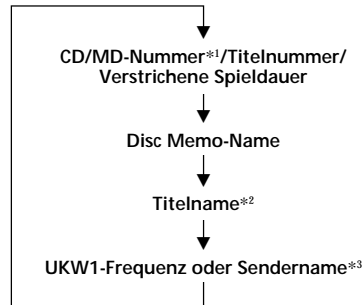 CD/MD-Nummer*1/Titelnummer/
Verstrichene Spieldauer
Disc Memo-Name
Titelname*2
UKW1-Frequenz oder Sendername*3